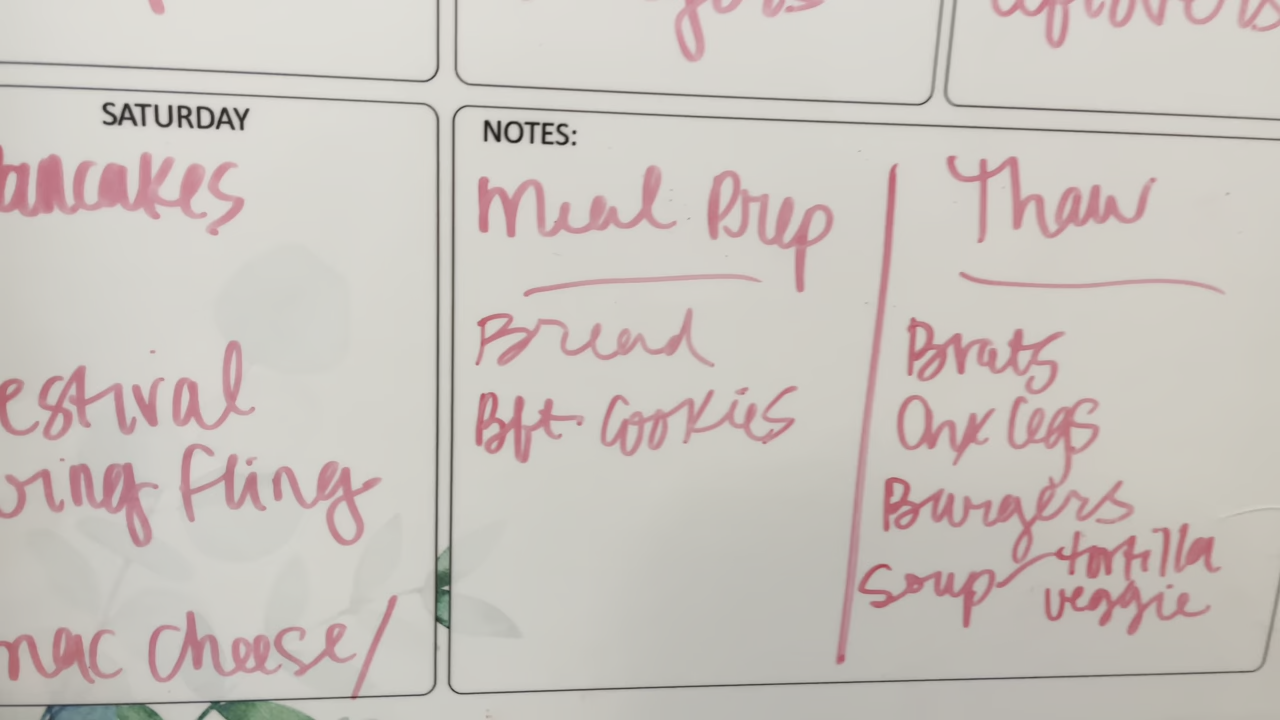 SATURDAY
ancakes
estival
ring Fling
mac cheese/
NOTES:
Meal Prep
Bread
Bft Cookies
Thaw
Brats
Chx legs
Burgers
Soup - tortilla
veggie